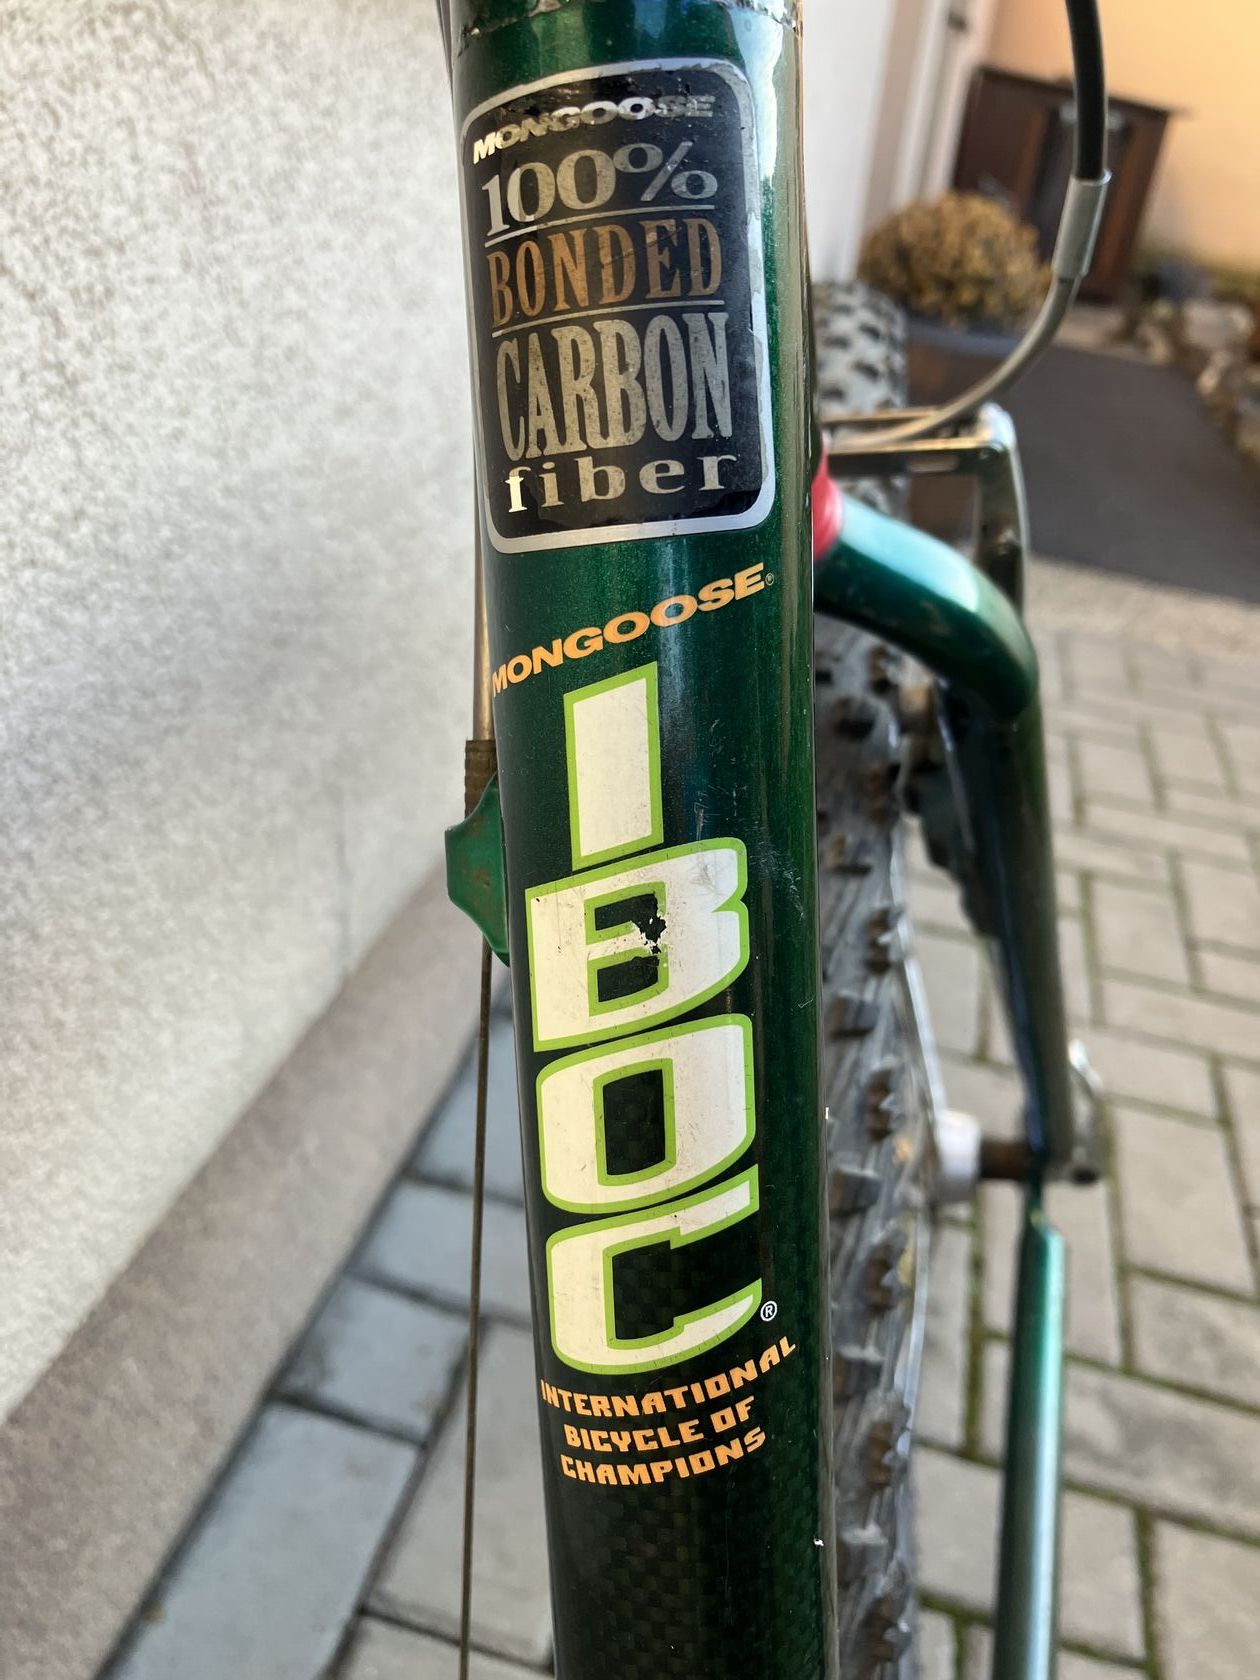 MONGOOSE
100%
BONDED
CARBON
fiber
MONGOOSE®
IBOC®
INTERNATIONAL
BICYCLE OF
CHAMPIONS